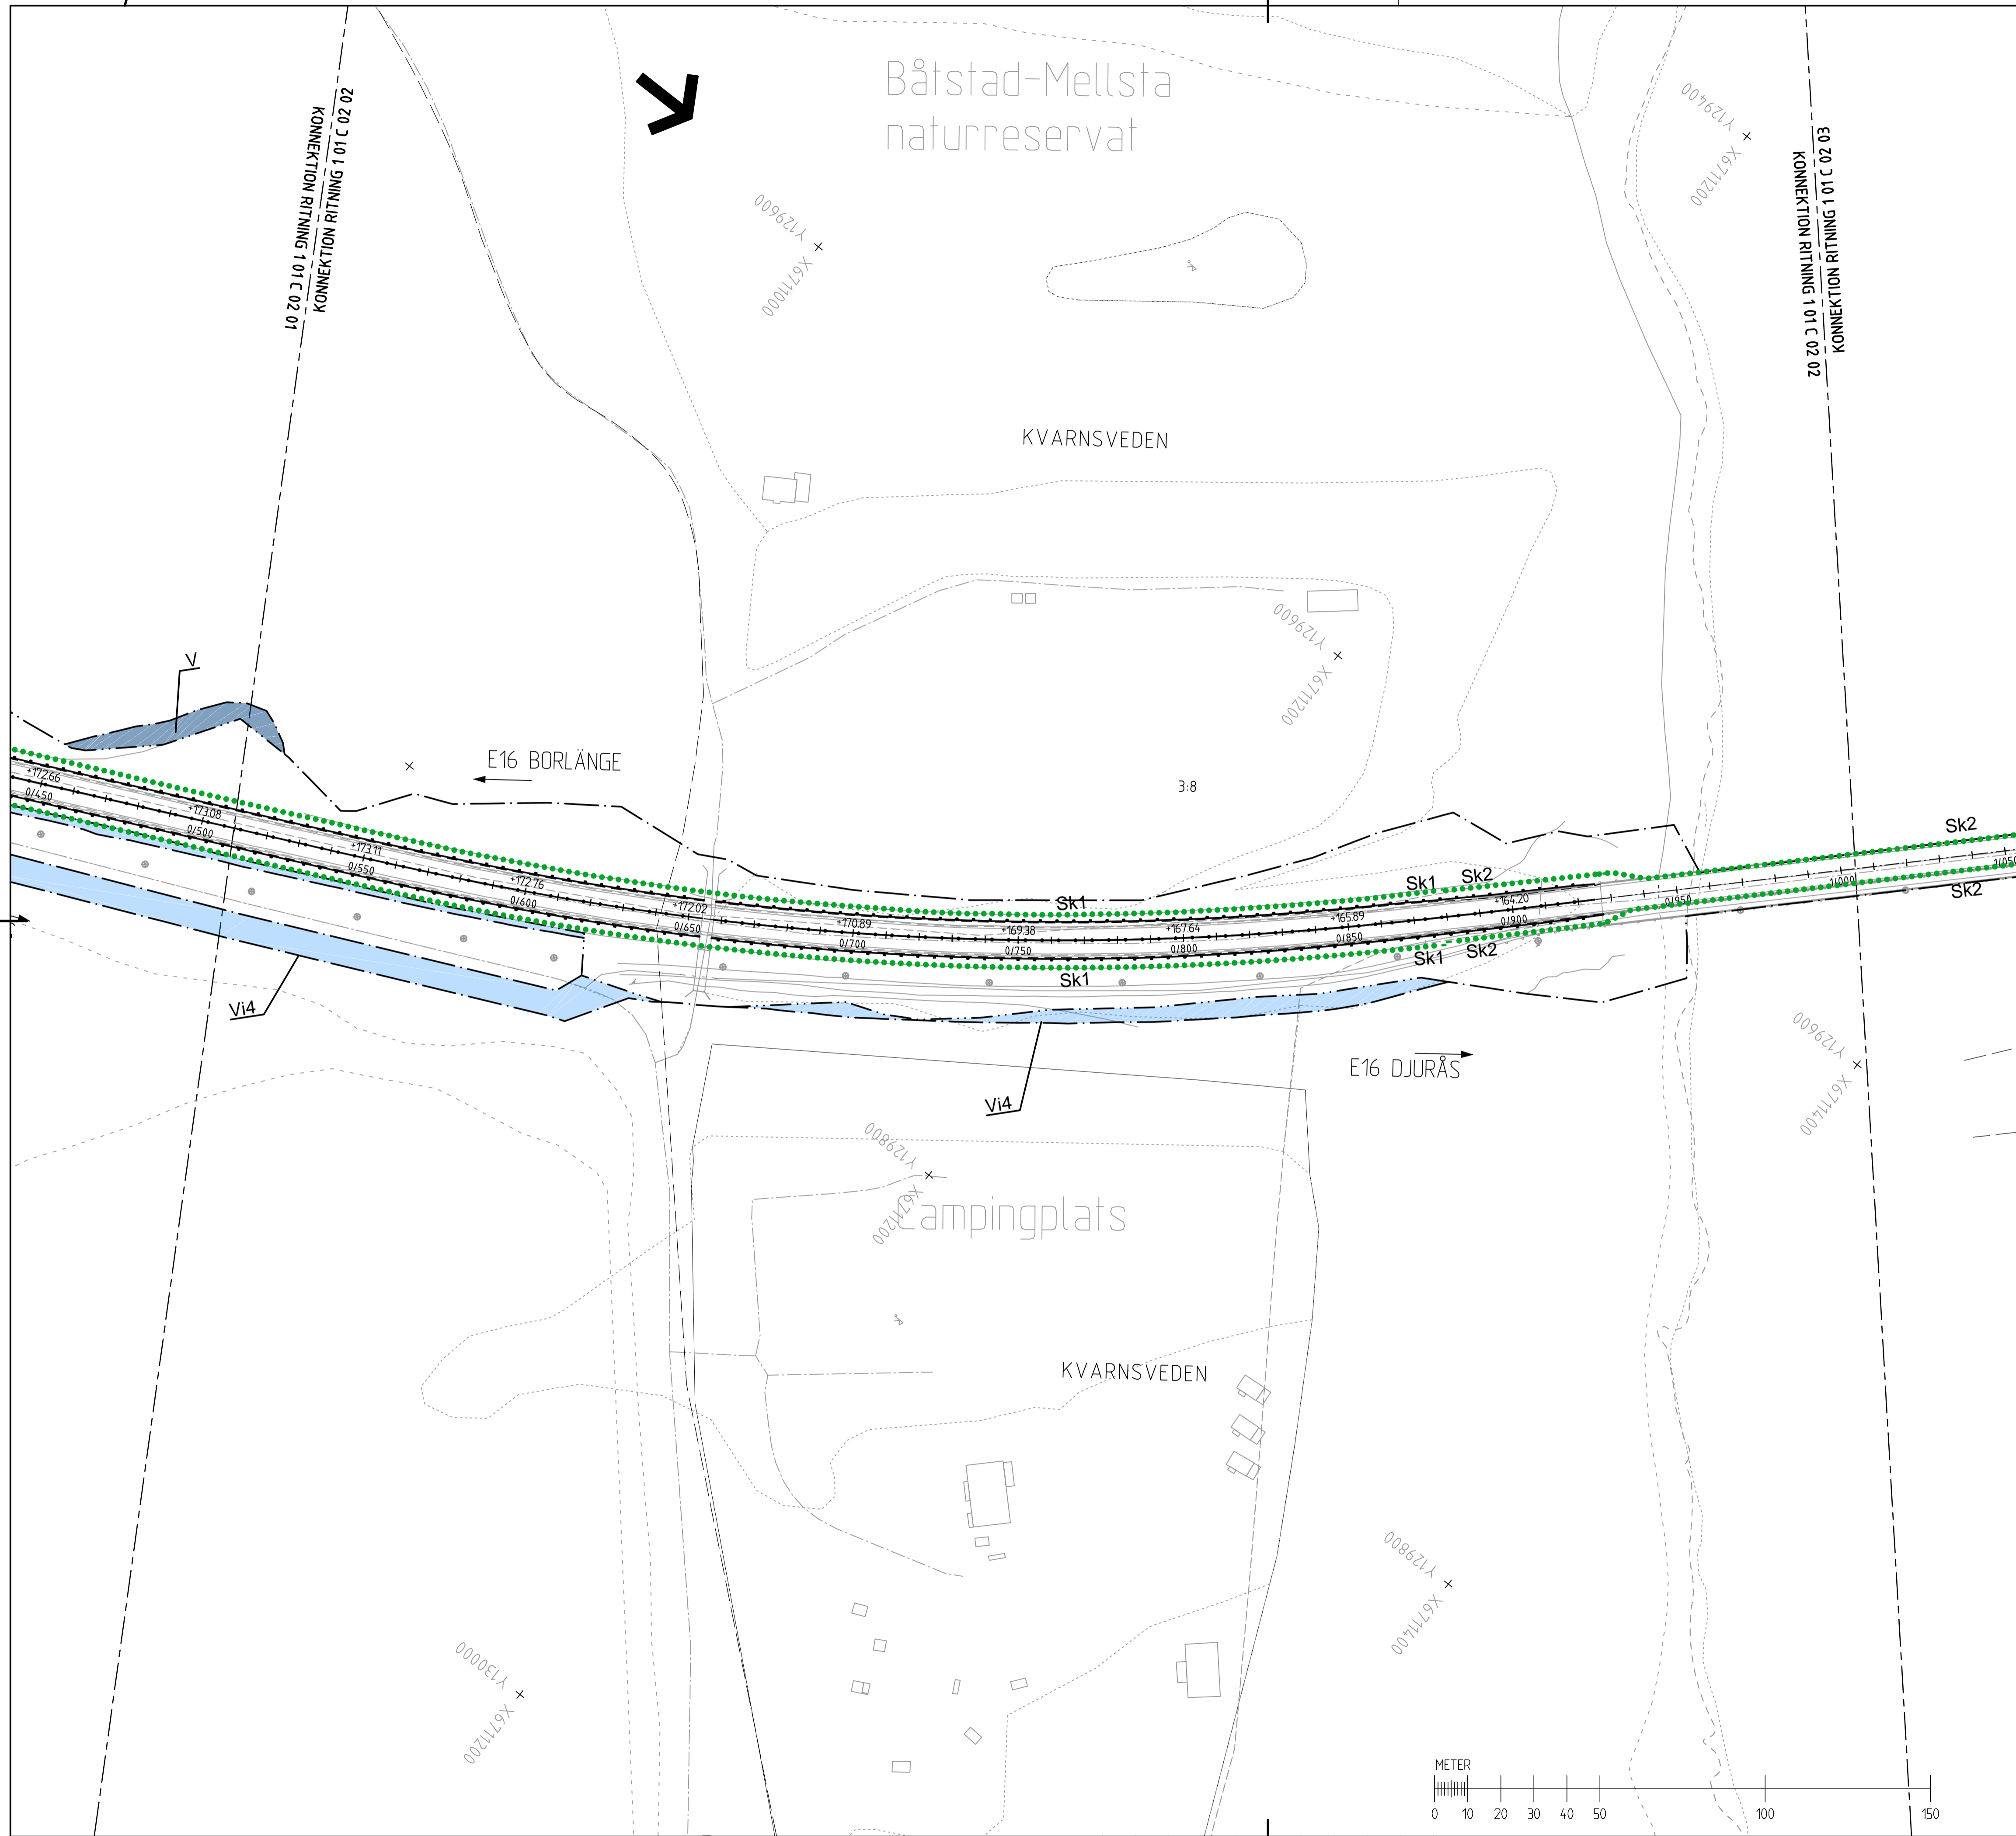 Båtstad-Mellsta
naturreservat
KONNEKTION RITNING 1 01 C 02 01
KONNEKTION RITNING 1 01 C 02 02
KONNEKTION RITNING 1 01 C 02 02
KONNEKTION RITNING 1 01 C 02 03
Y129400
X6711200
Y129600
X6711000
KVARNSVEDEN
Y129600
X6711200
V
E16 BORLÄNGE
3:8
+172.66
0/450
+173.08
0/500
+173.11
0/550
+172.76
0/600
+172.02
0/650
+170.89
0/700
+169.38
0/750
+167.64
0/800
+165.89
0/850
+164.20
0/900
0/950
1/000
1/050
Sk1
Sk1
Sk2
Sk2
Sk1
Sk1
Sk2
Sk2
Vi4
Vi4
E16 DJURÅS
Y129600
X6711400
Y129800
X6711200
Campingplats
KVARNSVEDEN
Y129800
X6711400
Y130000
X6711200
METER
0 10 20 30 40 50 100 150